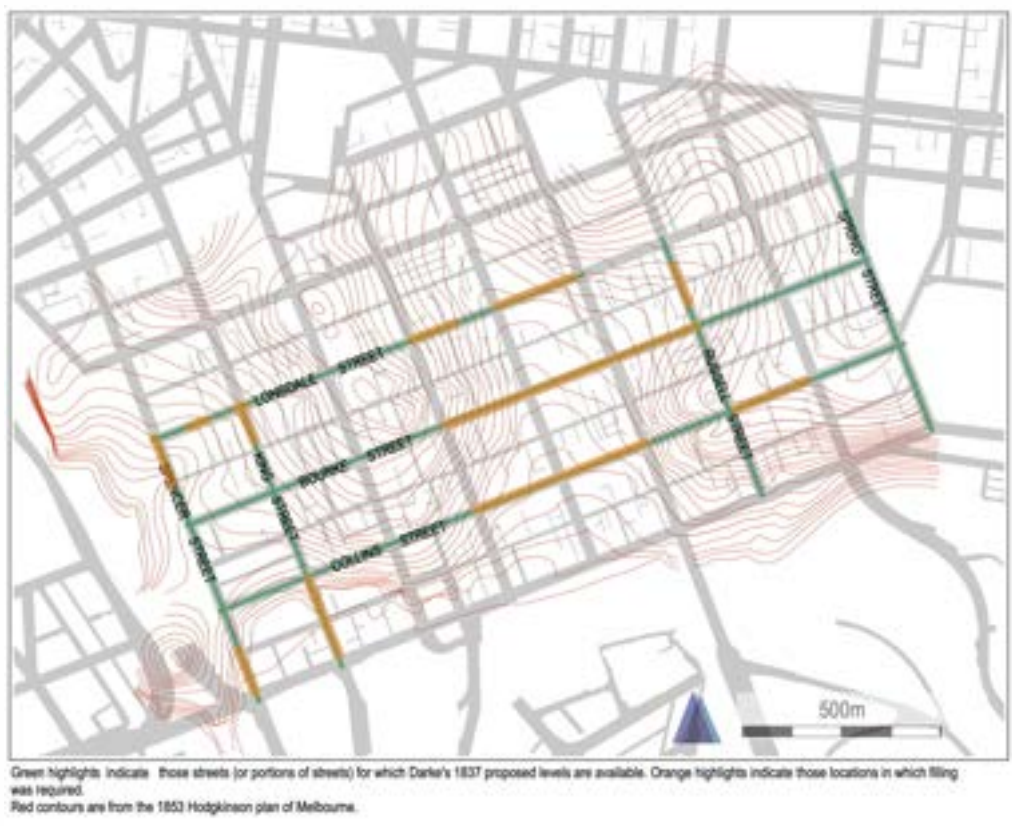 SPRING STREET
LONSDALE STREET
RUSSELL STREET
KING STREET
BOURKE STREET
SPENCER STREET
COLLINS STREET
500m
Green highlights indicate those streets (or portions of streets) for which Darke's 1837 proposed levels are available. Orange highlights indicate those locations in which filling
was required.
Red contours are from the 1853 Hodgkinson plan of Melbourne.